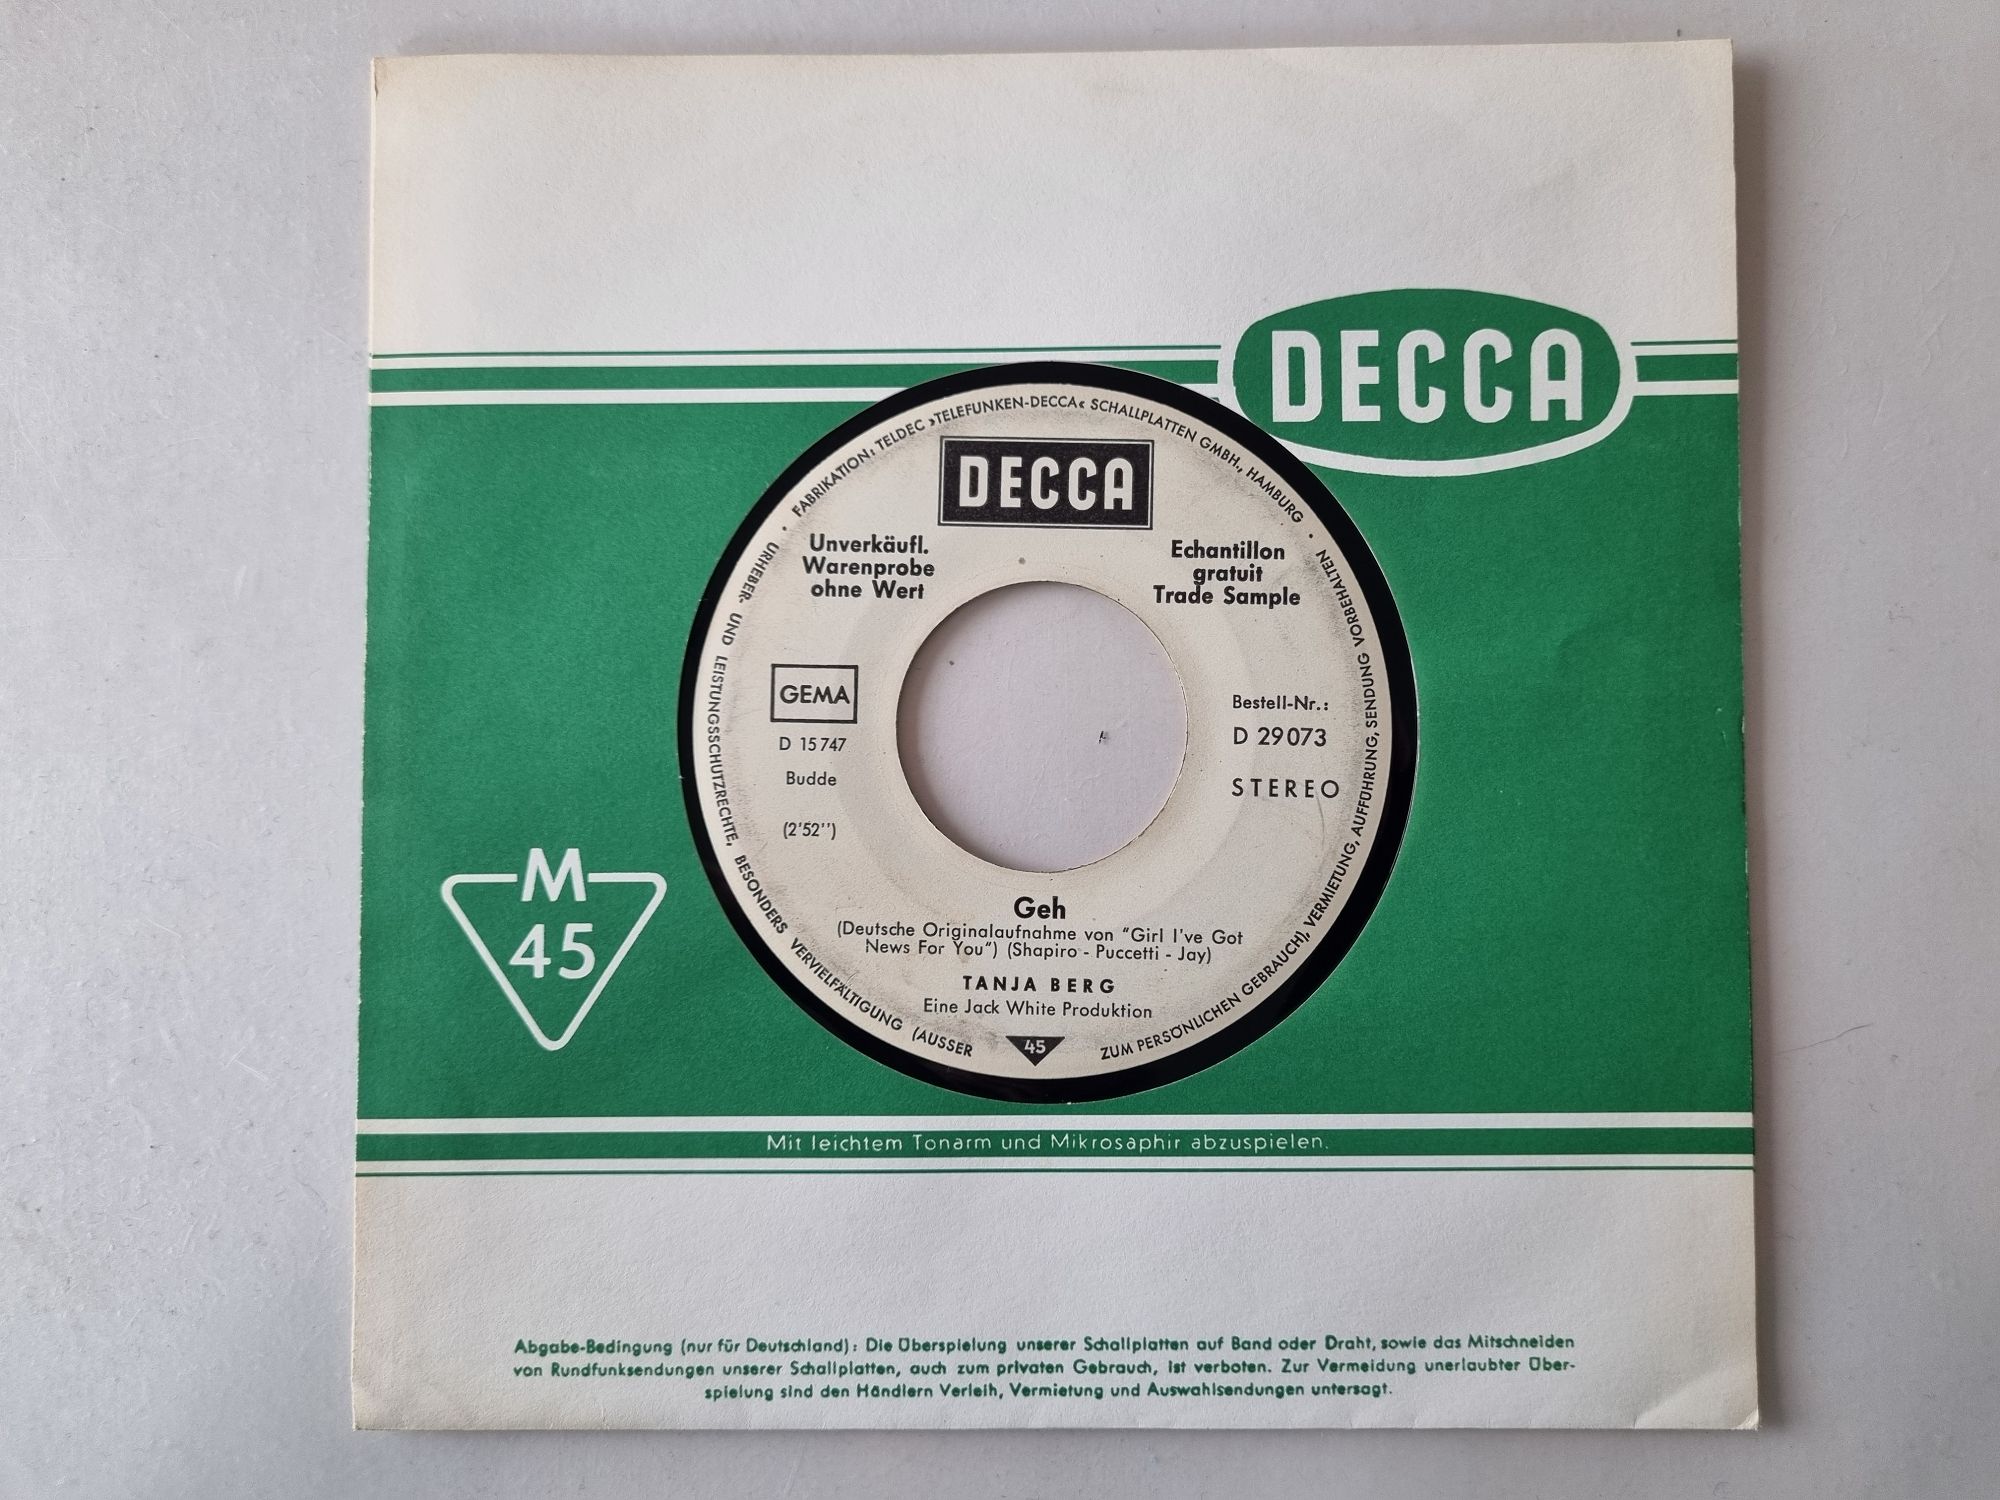 DECCA
FABRIKATION: TELDEC »TELEFUNKEN-DECCA« SCHALLPLATTEN GMBH., HAMBURG •
DECCA
Unverkäufl.
Warenprobe
ohne Wert
Echantillon
gratuit
Trade Sample
GEMA
D 15 747
Budde
(2'52'')
Bestell-Nr.:
D 29 073
STEREO
Geh
(Deutsche Originalaufnahme von "Girl I've Got
News For You") (Shapiro - Puccetti - Jay)
TANJA BERG
Eine Jack White Produktion
45
• URHEBER- UND LEISTUNGSSCHUTZRECHTE, BESONDERS VERVIELFÄLTIGUNG (AUSSER ZUM PERSÖNLICHEN GEBRAUCH), VERMIETUNG, AUFFÜHRUNG, SENDUNG VORBEHALTEN
M
45
Mit leichtem Tonarm und Mikrosaphir abzuspielen.
Abgabe-Bedingung (nur für Deutschland): Die Überspielung unserer Schallplatten auf Band oder Draht, sowie das Mitschneiden
von Rundfunksendungen unserer Schallplatten, auch zum privaten Gebrauch, ist verboten. Zur Vermeidung unerlaubter Über-
spielung sind den Händlern Verleih, Vermietung und Auswahlsendungen untersagt.